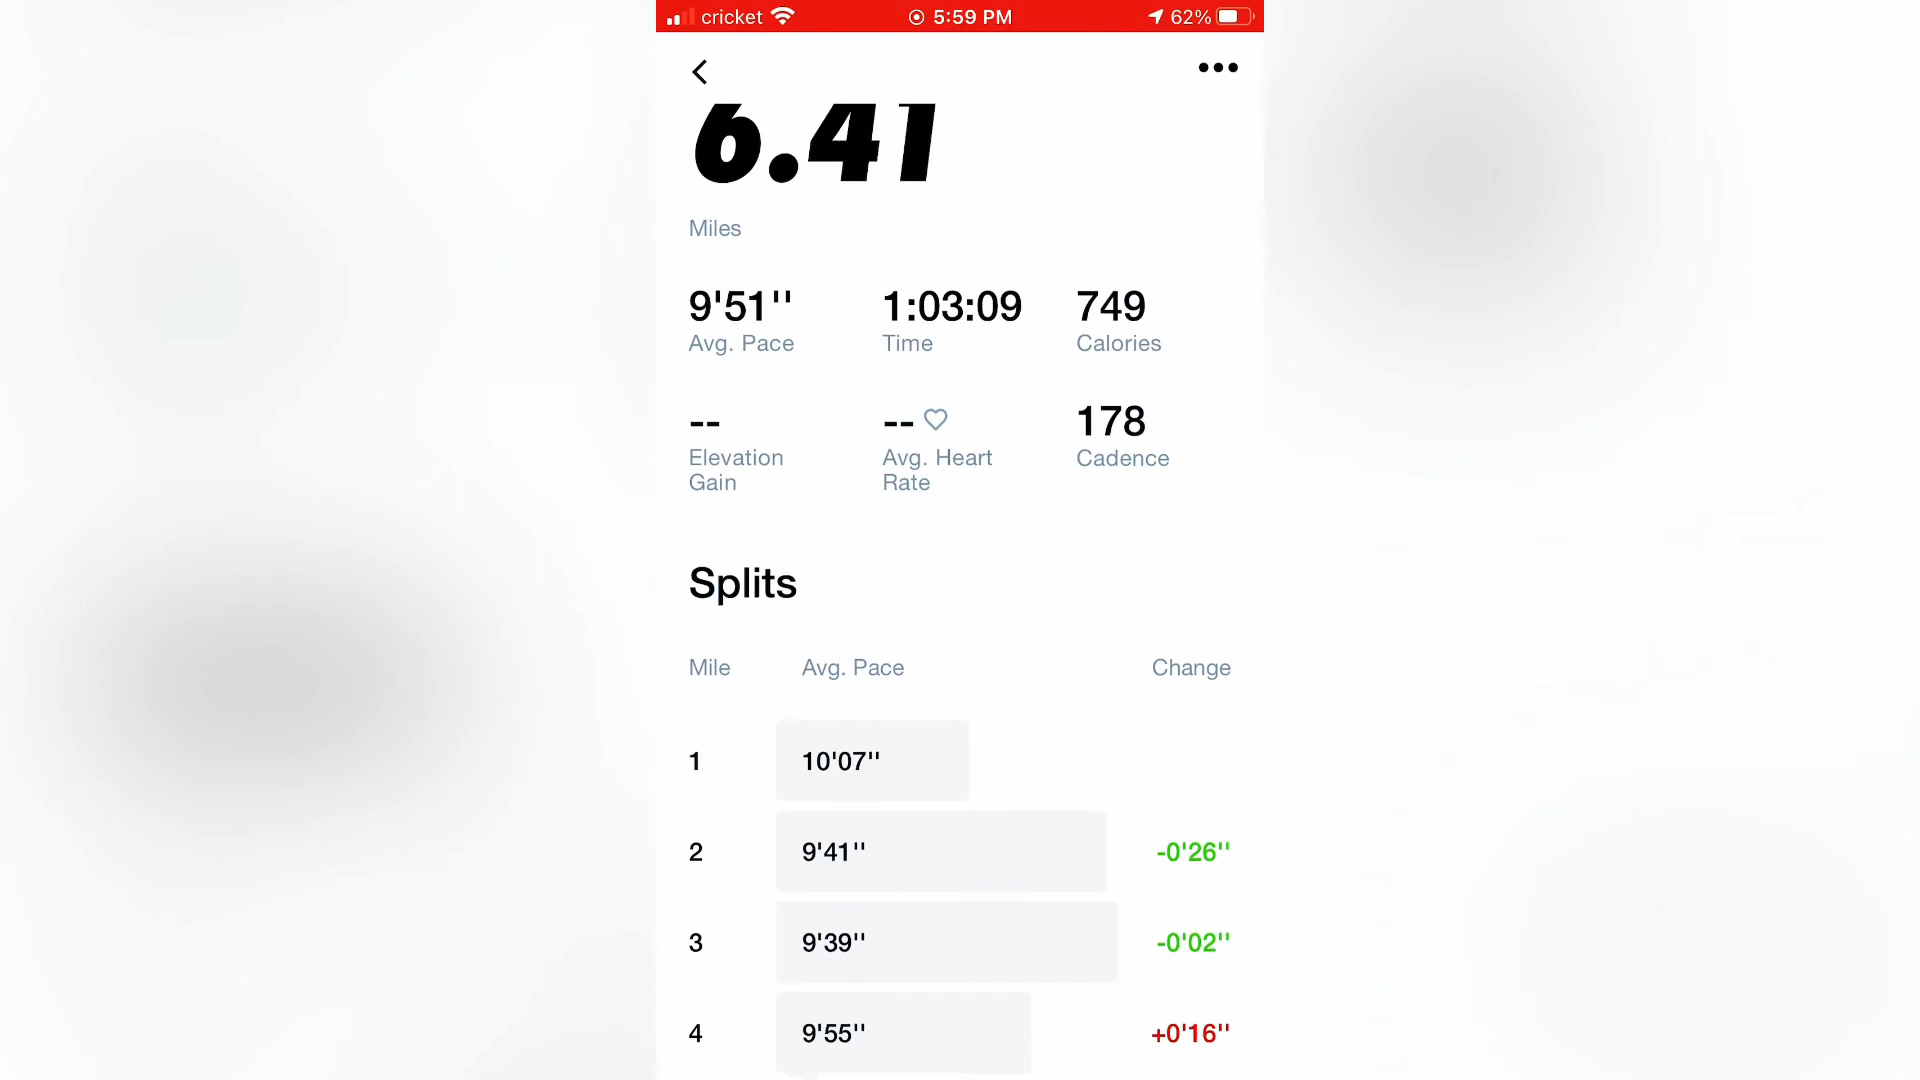 cricket 5:59 PM 62%
6.41
Miles
9'51'' 1:03:09 749
Avg. Pace Time Calories
-- -- 178
Elevation Gain Avg. Heart Rate Cadence
Splits
Mile Avg. Pace Change
1 10'07''
2 9'41'' -0'26''
3 9'39'' -0'02''
4 9'55'' +0'16''